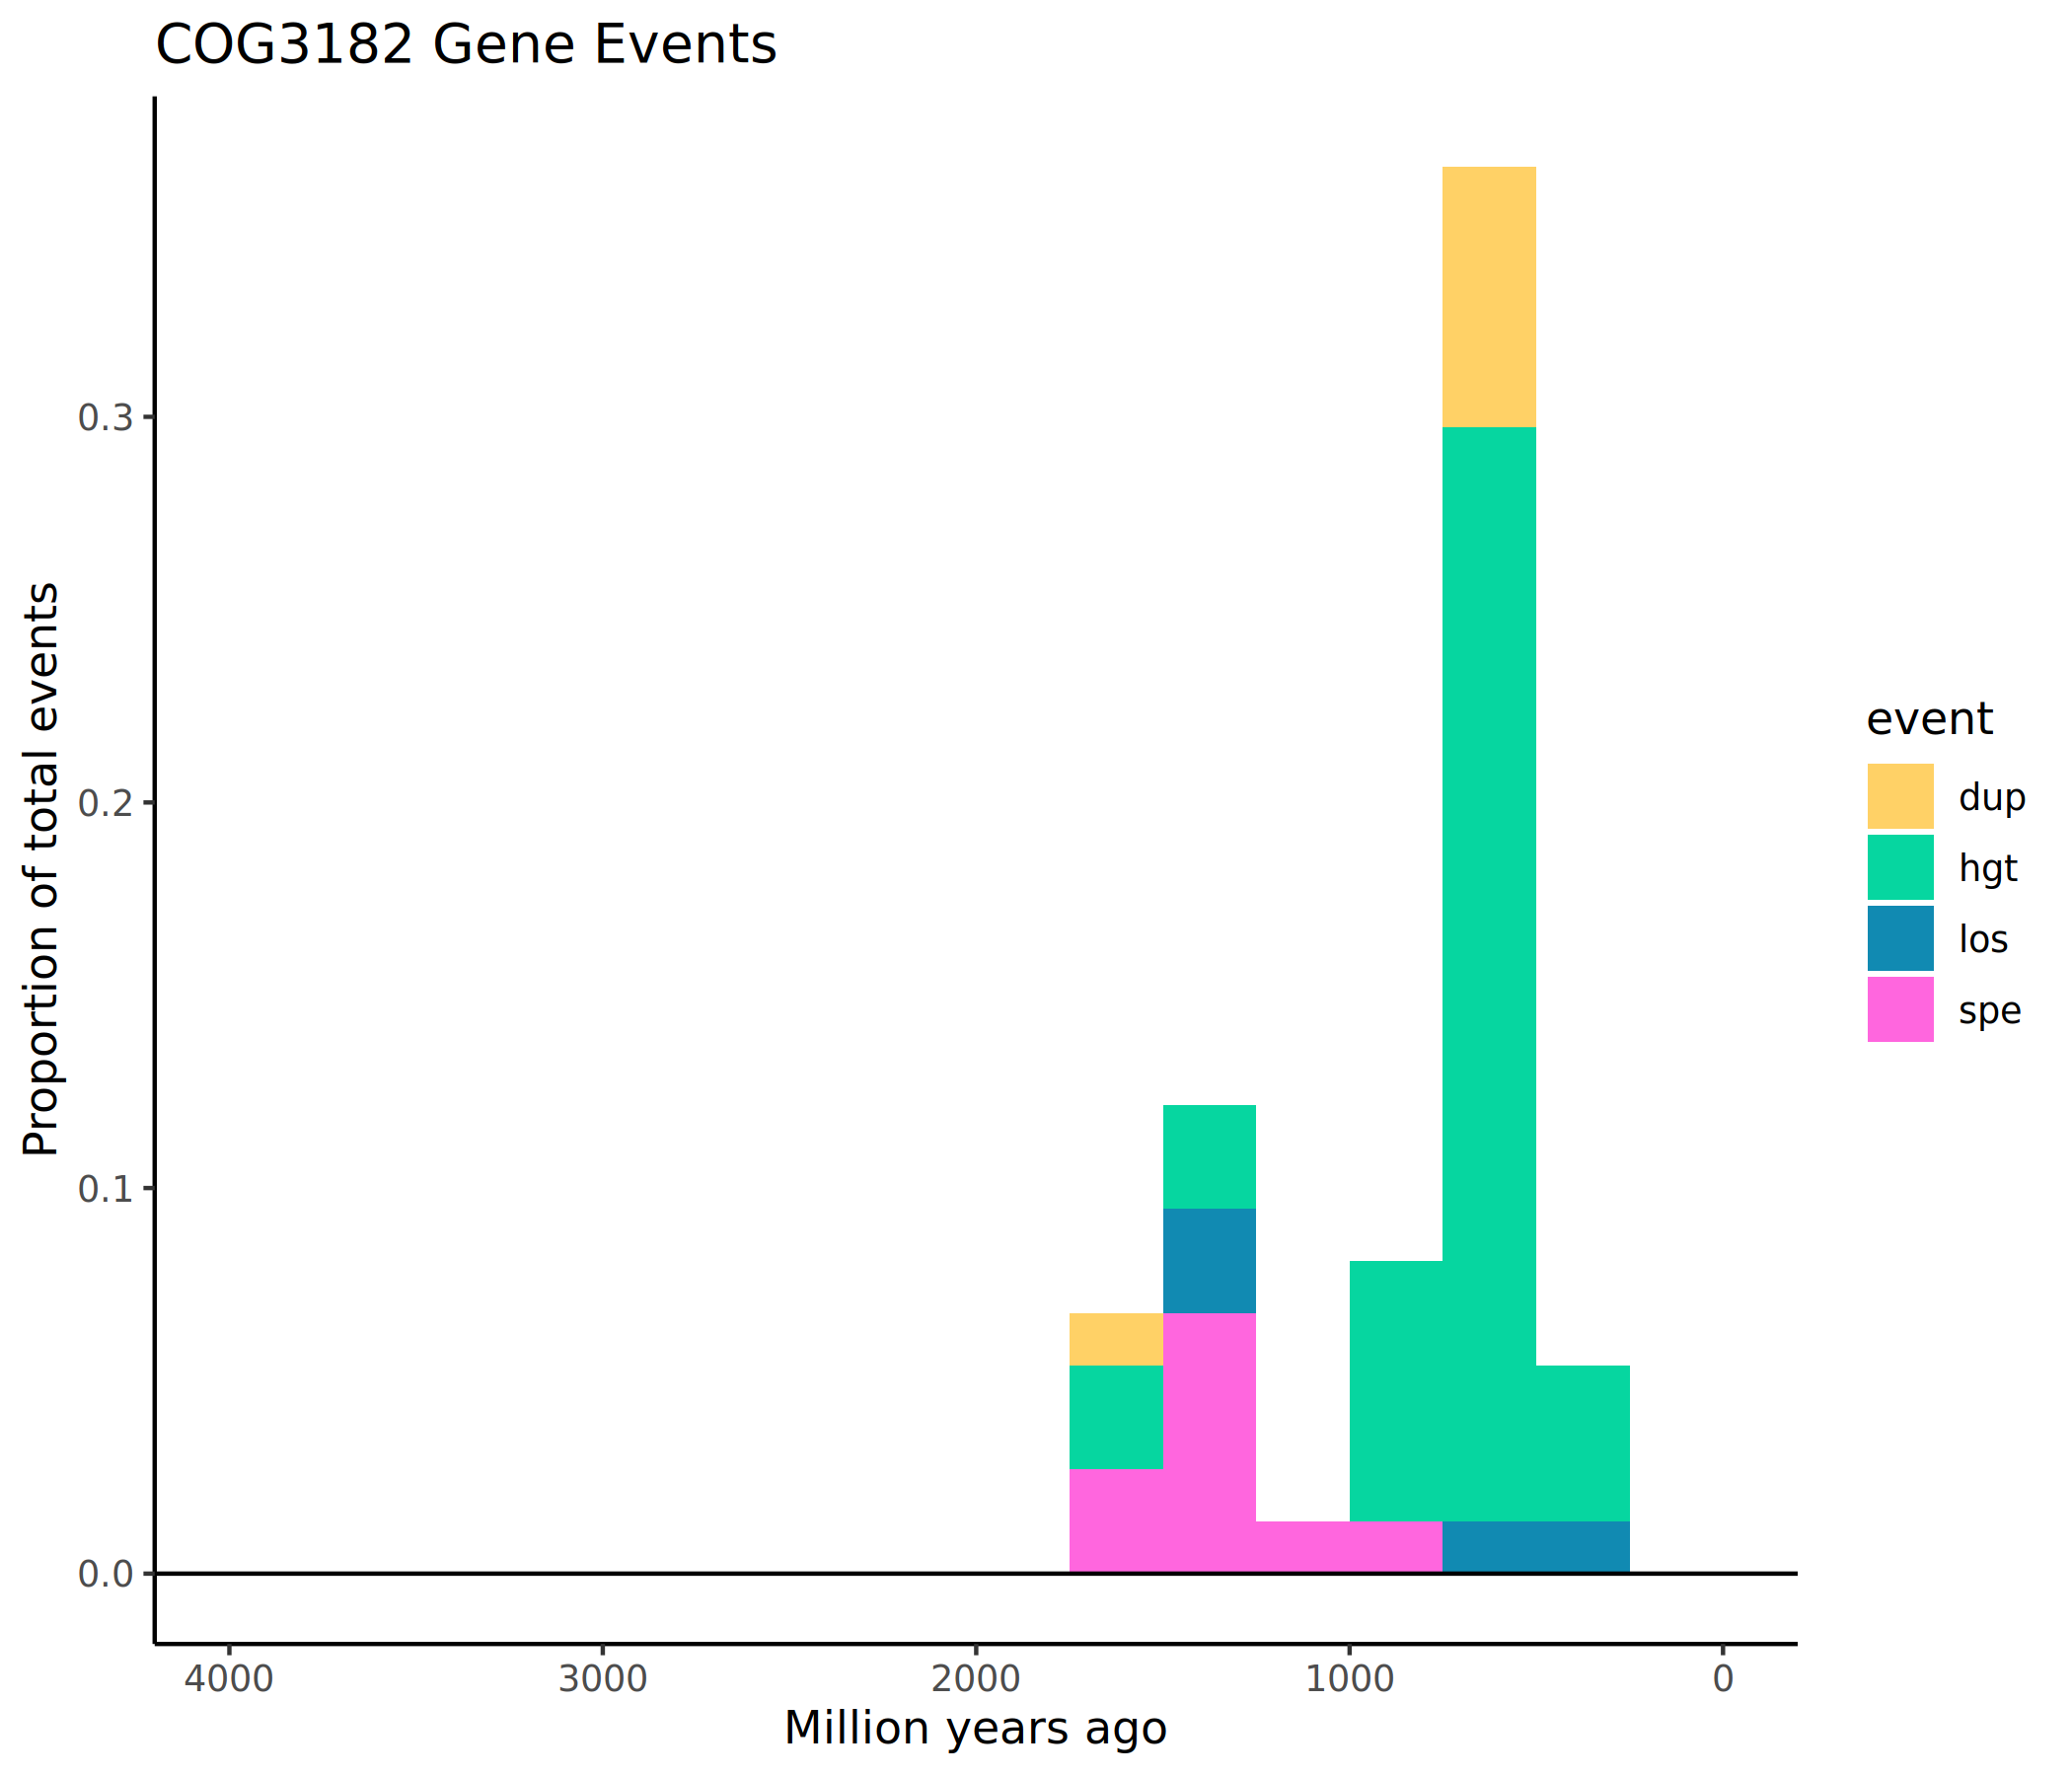 COG3182 Gene Events
Proportion of total events
0.3
0.2
0.1
0.0
4000 3000 2000 1000 0
Million years ago
event
dup
hgt
los
spe